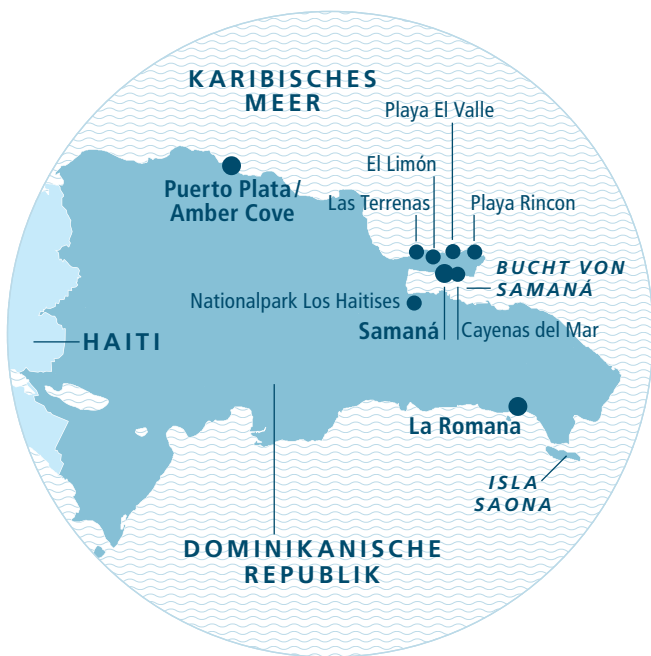 KARIBISCHES
MEER
Playa El Valle
El Limón
Puerto Plata/
Amber Cove
Las Terrenas
Playa Rincon
BUCHT VON
SAMANÁ
Nationalpark Los Haitises
Samaná
Cayenas del Mar
HAITI
La Romana
ISLA
SAONA
DOMINIKANISCHE
REPUBLIK